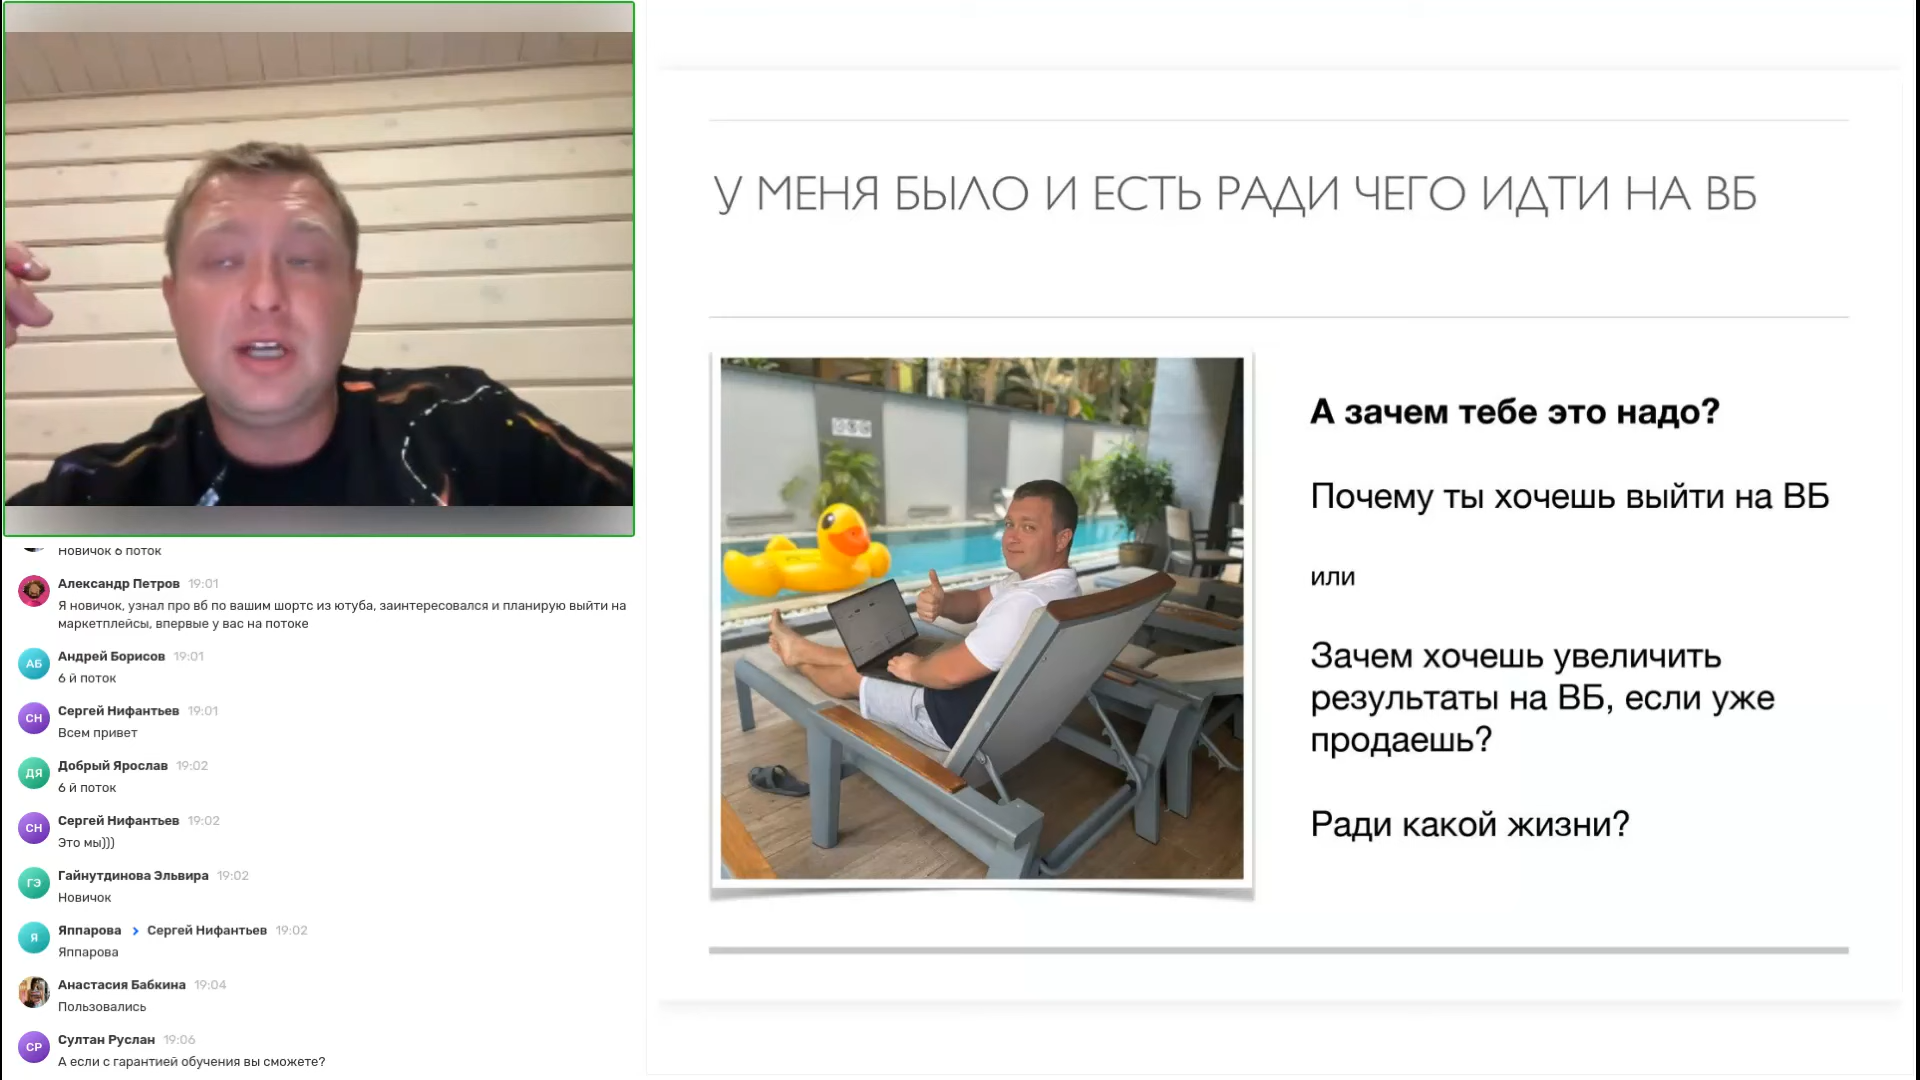 Новичок 6 поток
Александр Петров 19:01
Я новичок, узнал про вб по вашим шортс из ютуба, заинтересовался и планирую выйти на
маркетплейсы, впервые у вас на потоке
АБ
Андрей Борисов 19:01
6 й поток
СН
Сергей Нифантьев 19:01
Всем привет
ДЯ
Добрый Ярослав 19:02
6 й поток
СН
Сергей Нифантьев 19:02
Это мы)))
ГЭ
Гайнутдинова Эльвира 19:02
Новичок
Я
Яппарова > Сергей Нифантьев 19:02
Яппарова
Анастасия Бабкина 19:04
Пользовались
СР
Султан Руслан 19:06
А если с гарантией обучения вы сможете?
У МЕНЯ БЫЛО И ЕСТЬ РАДИ ЧЕГО ИДТИ НА ВБ
А зачем тебе это надо?
Почему ты хочешь выйти на ВБ
или
Зачем хочешь увеличить
результаты на ВБ, если уже
продаешь?
Ради какой жизни?